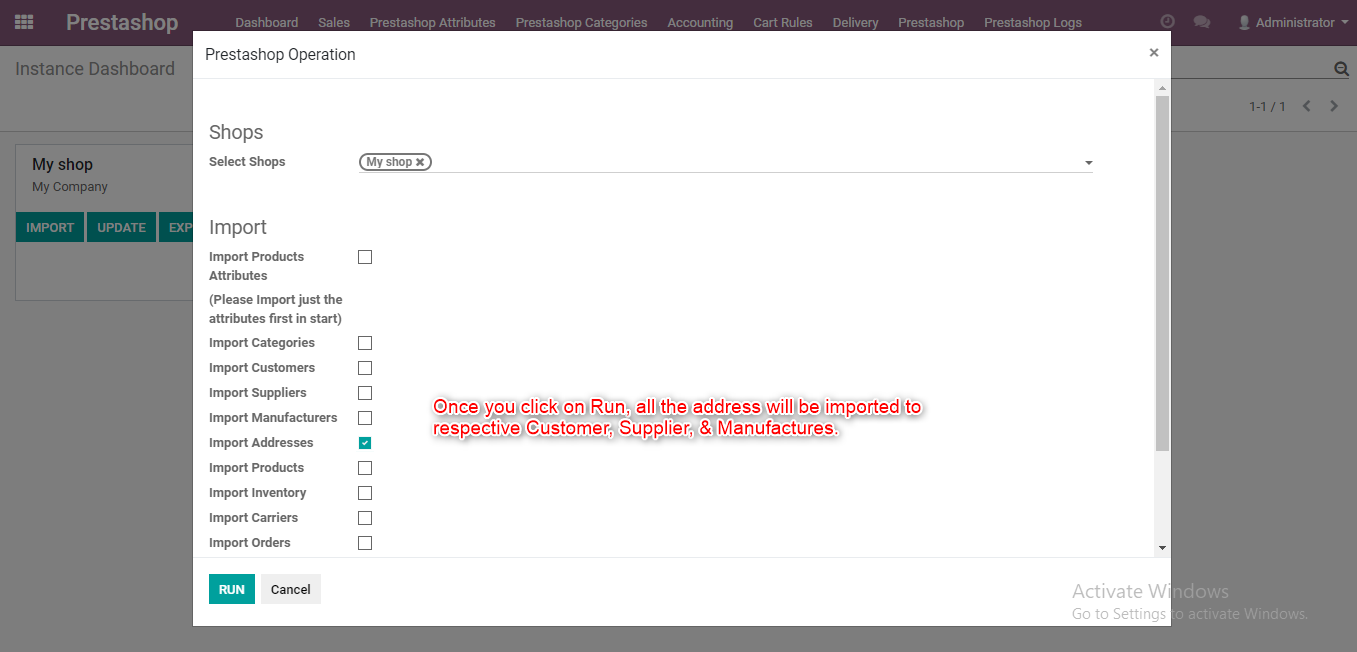 Prestashop
Dashboard Sales Prestashop Attributes Prestashop Categories Accounting Cart Rules Delivery Prestashop Prestashop Logs Administrator
Prestashop Operation ×
Instance Dashboard
1-1 / 1
Shops
Select Shops My shop
My shop
My Company
IMPORT UPDATE EXP
Import
Import Products
Attributes
(Please Import just the
attributes first in start)
Import Categories
Import Customers
Import Suppliers
Import Manufacturers
Import Addresses
Import Products
Import Inventory
Import Carriers
Import Orders
Once you click on Run, all the address will be imported to
respective Customer, Supplier, & Manufactures.
RUN Cancel
Activate Windows
Go to Settings to activate Windows.